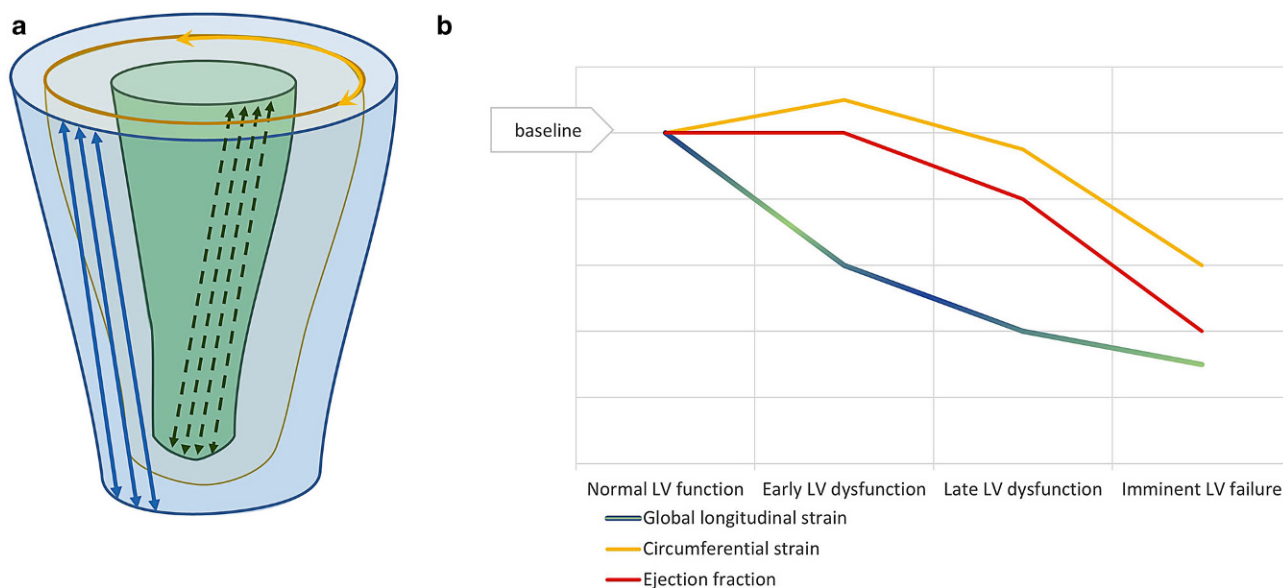 a
b
baseline
Normal LV function
Early LV dysfunction
Late LV dysfunction
Imminent LV failure
Global longitudinal strain
Circumferential strain
Ejection fraction